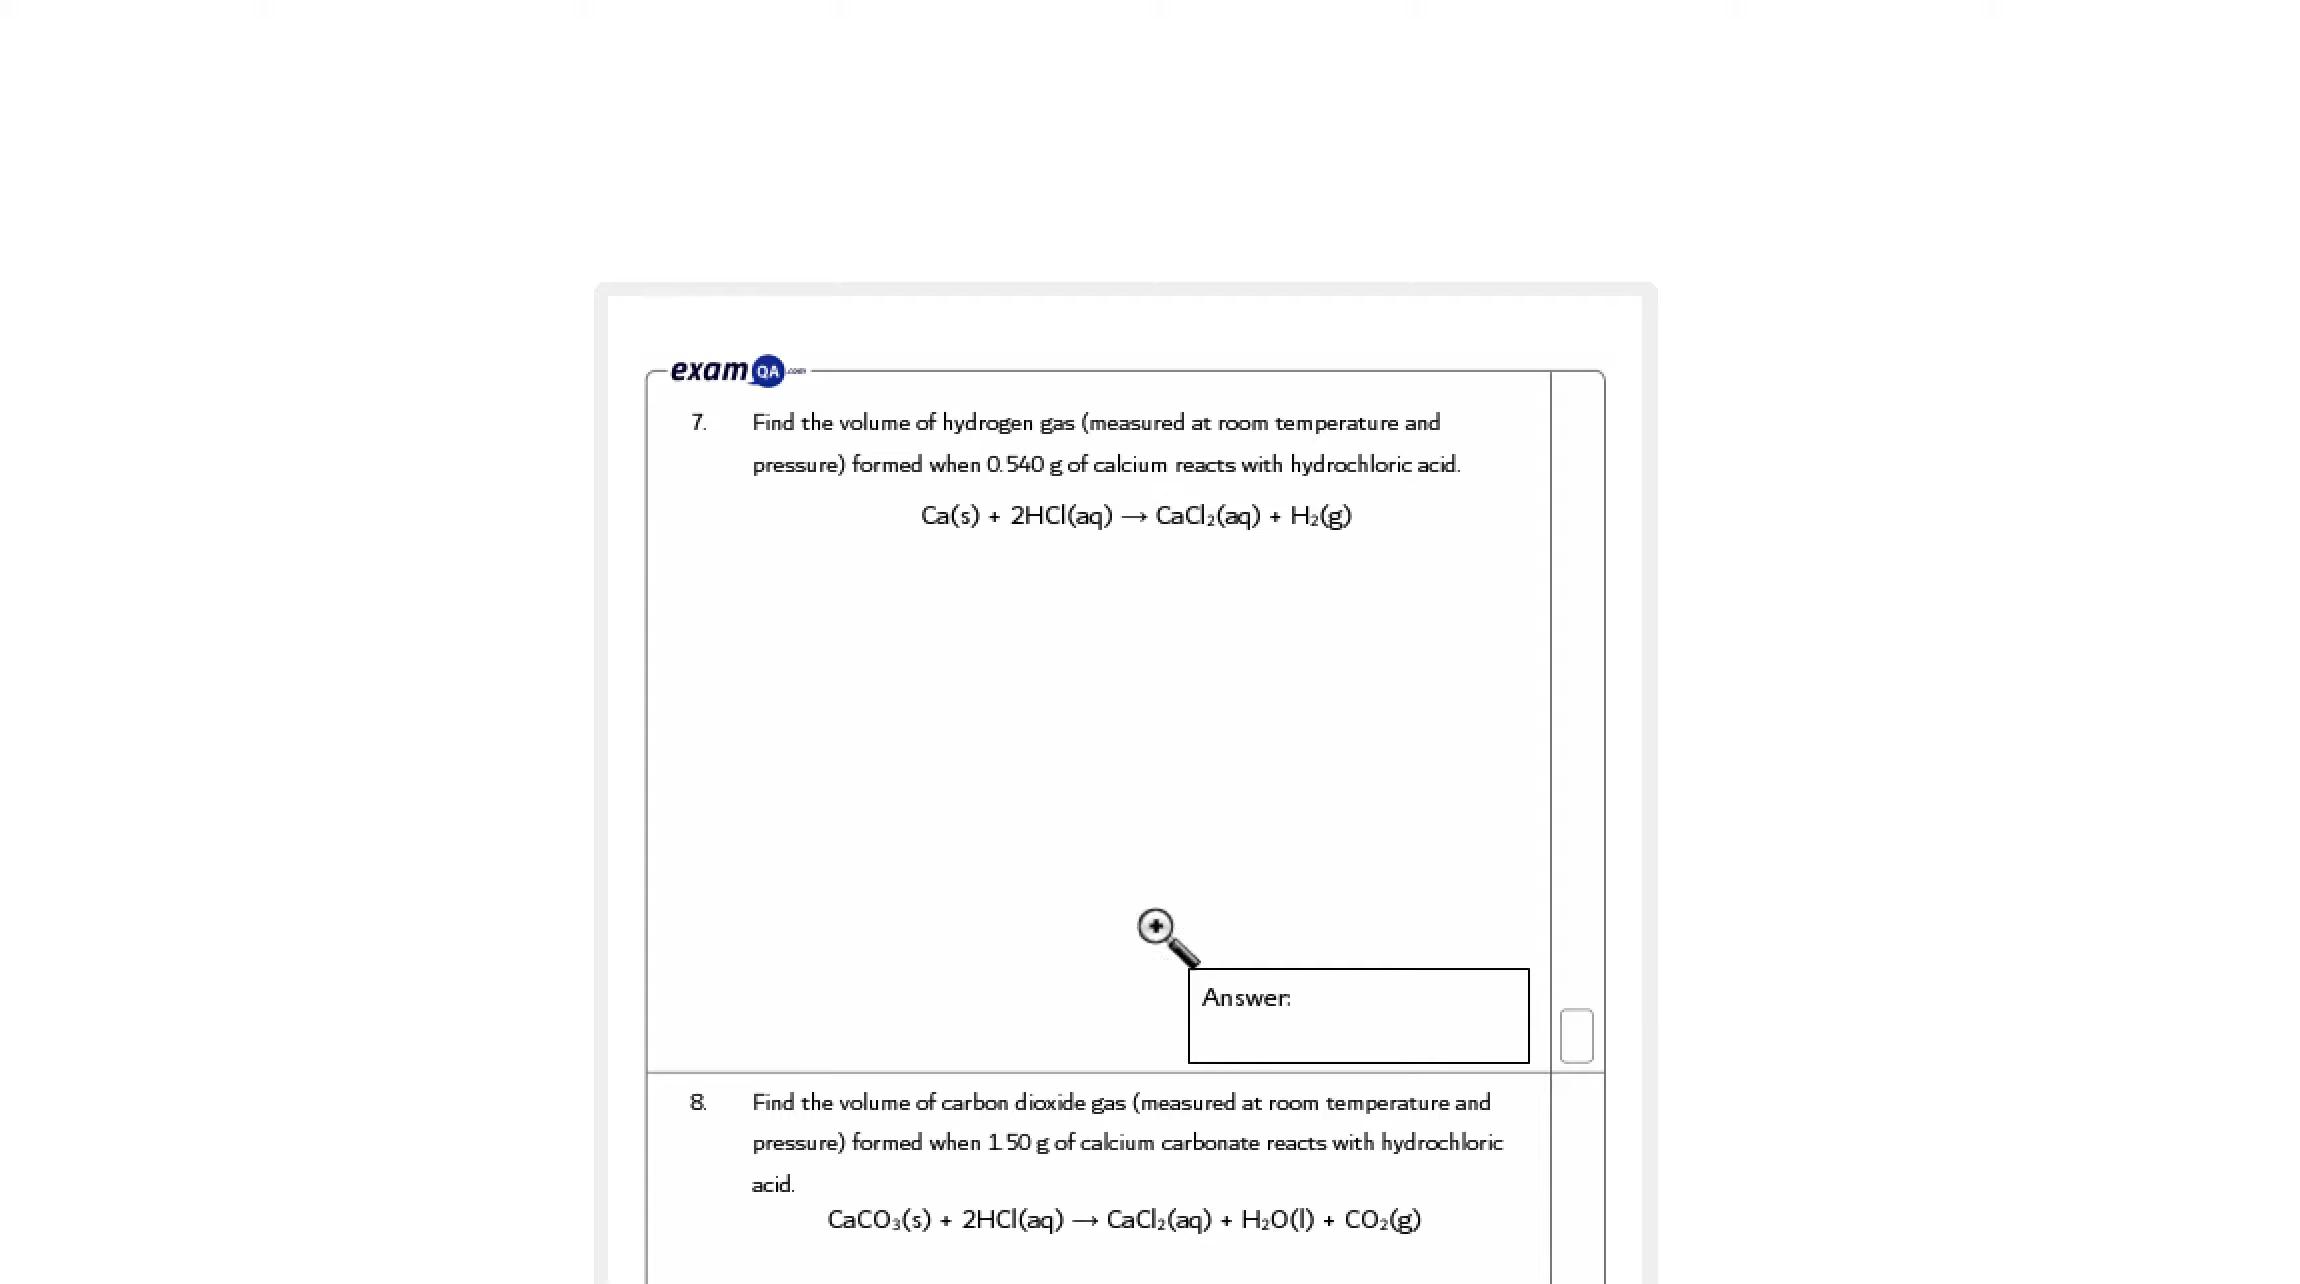 exam QA .com
7. Find the volume of hydrogen gas (measured at room temperature and
pressure) formed when 0.540 g of calcium reacts with hydrochloric acid.
Ca(s) + 2HCl(aq) → CaCl₂(aq) + H₂(g)
Answer:
8. Find the volume of carbon dioxide gas (measured at room temperature and
pressure) formed when 1.50 g of calcium carbonate reacts with hydrochloric
acid.
CaCO₃(s) + 2HCl(aq) → CaCl₂(aq) + H₂O(l) + CO₂(g)